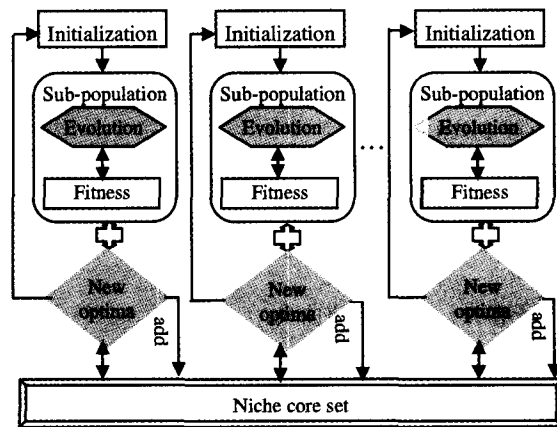 Initialization
Initialization
Initialization
Sub-population
Sub-population
Sub-population
Evolution
Evolution
Evolution
...
Fitness
Fitness
Fitness
New
optima
add
New
optima
add
New
optima
add
Niche core set